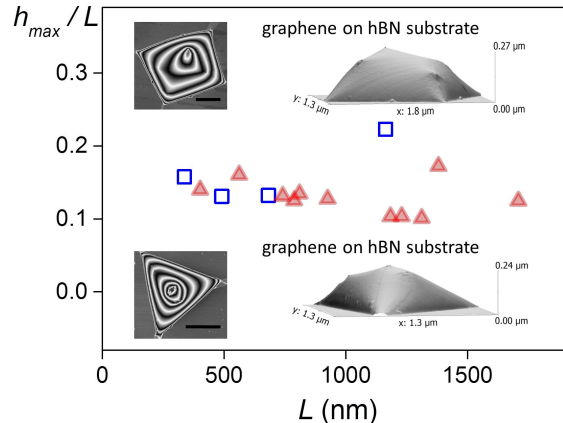 h_max / L
graphene on hBN substrate
0.27 µm
0.3
y: 1.3 µm
x: 1.8 µm
0.00 µm
0.2
0.1
graphene on hBN substrate
0.24 µm
0.0
y: 1.3 µm
x: 1.3 µm
0.00 µm
0
500
1000
1500
L (nm)